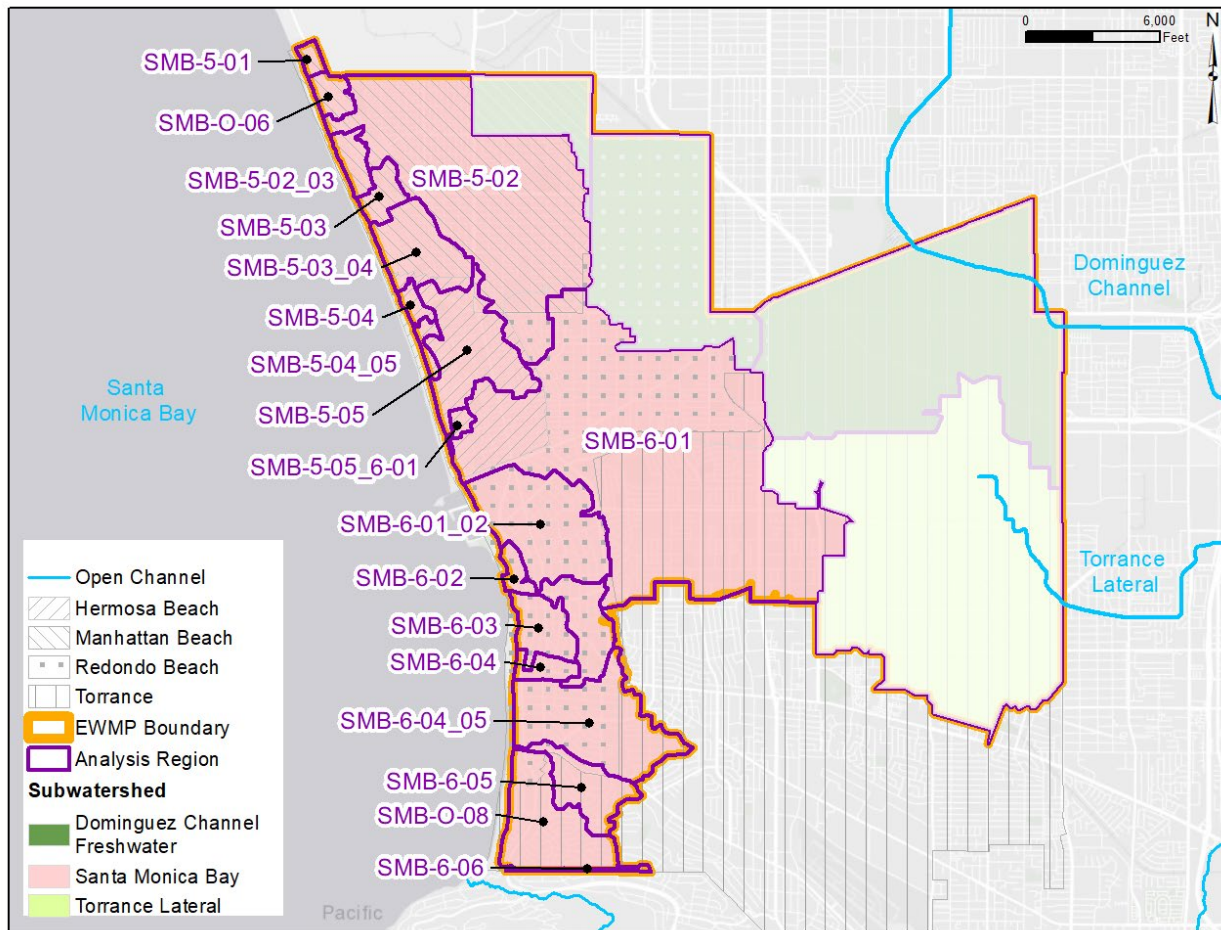 0 6,000
Feet
N
SMB-5-01
SMB-O-06
SMB-5-02_03
SMB-5-02
SMB-5-03
SMB-5-03_04
SMB-5-04
SMB-5-04_05
SMB-5-05
SMB-5-05_6-01
SMB-6-01
SMB-6-01_02
SMB-6-02
SMB-6-03
SMB-6-04
SMB-6-04_05
SMB-6-05
SMB-O-08
SMB-6-06
Dominguez
Channel
Santa
Monica Bay
Torrance
Lateral
Pacific
Open Channel
Hermosa Beach
Manhattan Beach
Redondo Beach
Torrance
EWMP Boundary
Analysis Region
Subwatershed
Dominguez Channel
Freshwater
Santa Monica Bay
Torrance Lateral